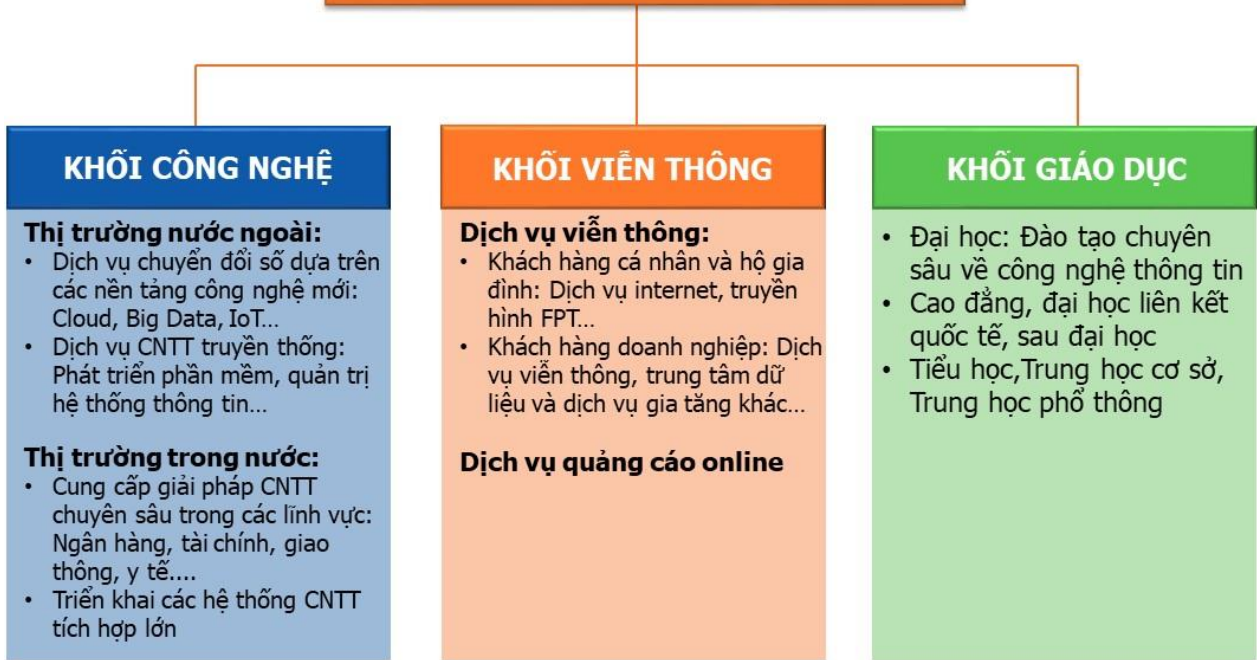 KHỐI CÔNG NGHỆ
Thị trường nước ngoài:
• Dịch vụ chuyển đổi số dựa trên
các nền tảng công nghệ mới:
Cloud, Big Data, IoT...
• Dịch vụ CNTT truyền thống:
Phát triển phần mềm, quản trị
hệ thống thông tin...
Thị trường trong nước:
• Cung cấp giải pháp CNTT
chuyên sâu trong các lĩnh vực:
Ngân hàng, tài chính, giao
thông, y tế....
• Triển khai các hệ thống CNTT
tích hợp lớn
KHỐI VIỄN THÔNG
Dịch vụ viễn thông:
• Khách hàng cá nhân và hộ gia
đình: Dịch vụ internet, truyền
hình FPT...
• Khách hàng doanh nghiệp: Dịch
vụ viễn thông, trung tâm dữ
liệu và dịch vụ gia tăng khác...
Dịch vụ quảng cáo online
KHỐI GIÁO DỤC
• Đại học: Đào tạo chuyên
sâu về công nghệ thông tin
• Cao đẳng, đại học liên kết
quốc tế, sau đại học
• Tiểu học,Trung học cơ sở,
Trung học phổ thông